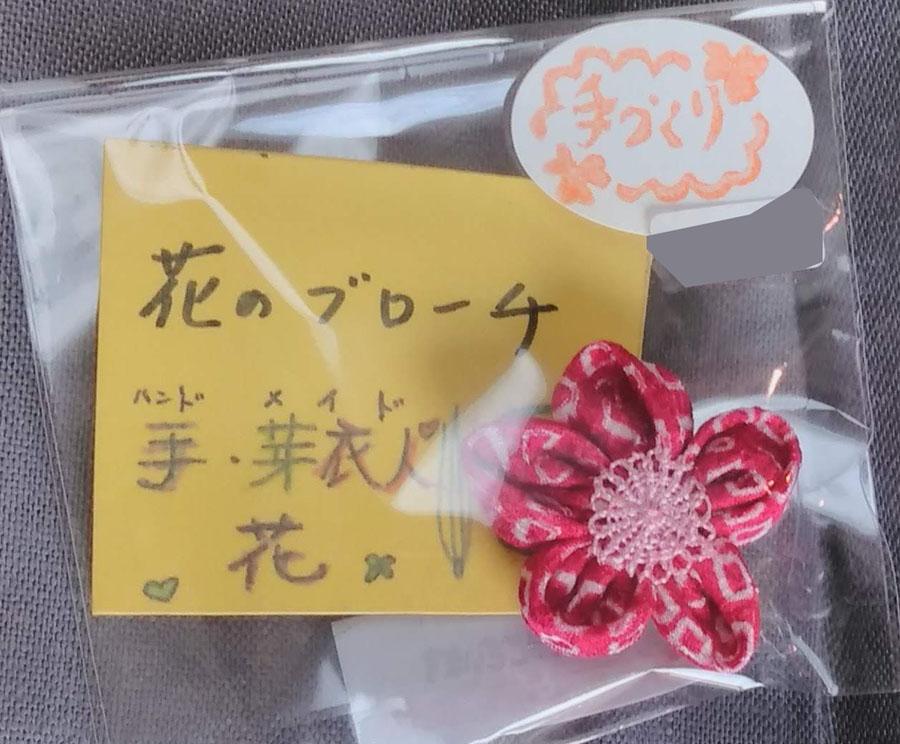 手づくり
花のブローチ
ハンド メイド
手・芽衣
花